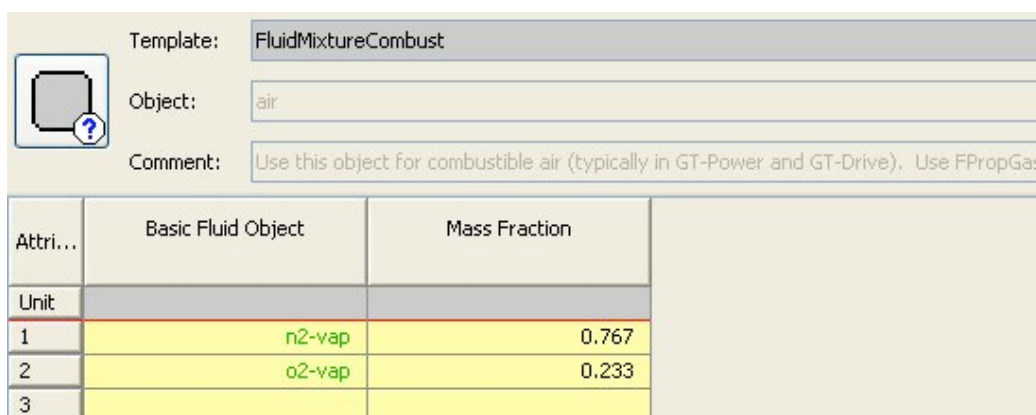 Template: FluidMixtureCombust
Object: air
?
Comment: Use this object for combustible air (typically in GT-Power and GT-Drive). Use FPropGas
Attri... Basic Fluid Object Mass Fraction
Unit
1 n2-vap 0.767
2 o2-vap 0.233
3